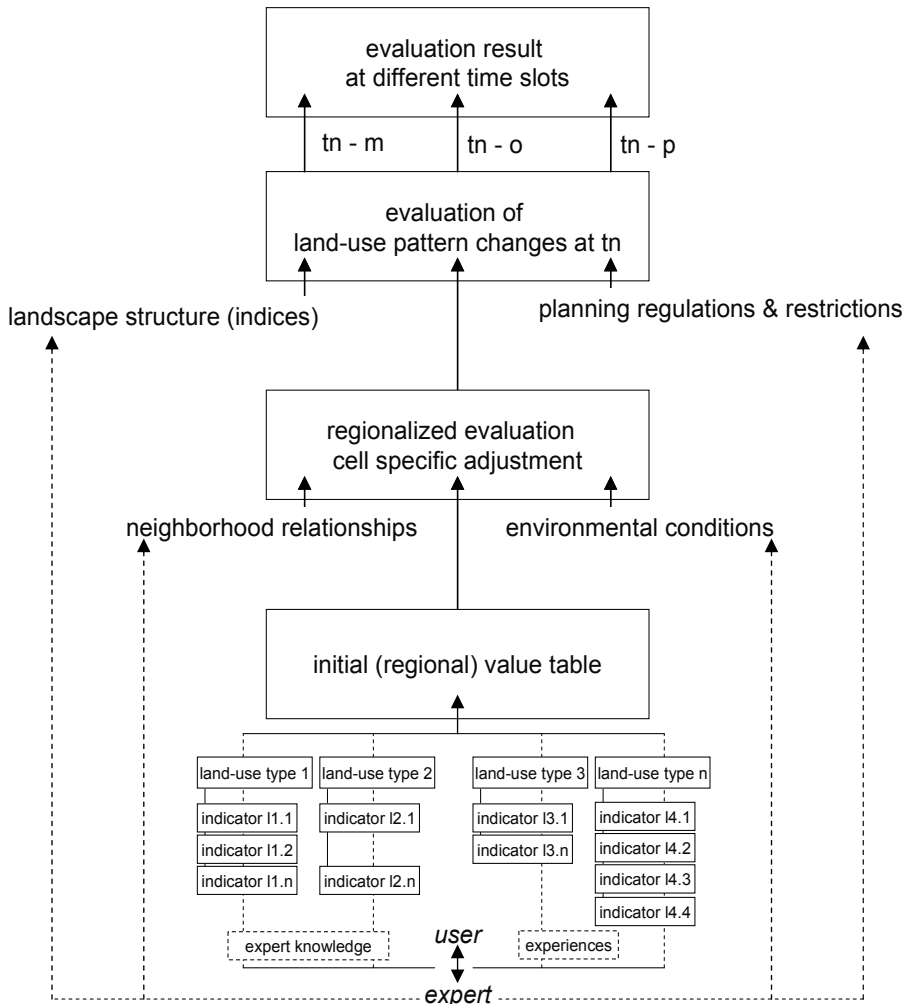 evaluation result
at different time slots
tn - m
tn - o
tn - p
evaluation of
land-use pattern changes at tn
landscape structure (indices)
planning regulations & restrictions
regionalized evaluation
cell specific adjustment
neighborhood relationships
environmental conditions
initial (regional) value table
land-use type 1
land-use type 2
land-use type 3
land-use type n
indicator I1.1
indicator I2.1
indicator I3.1
indicator I4.1
indicator I1.2
indicator I3.n
indicator I4.2
indicator I1.n
indicator I2.n
indicator I4.3
indicator I4.4
expert knowledge
user
experiences
expert